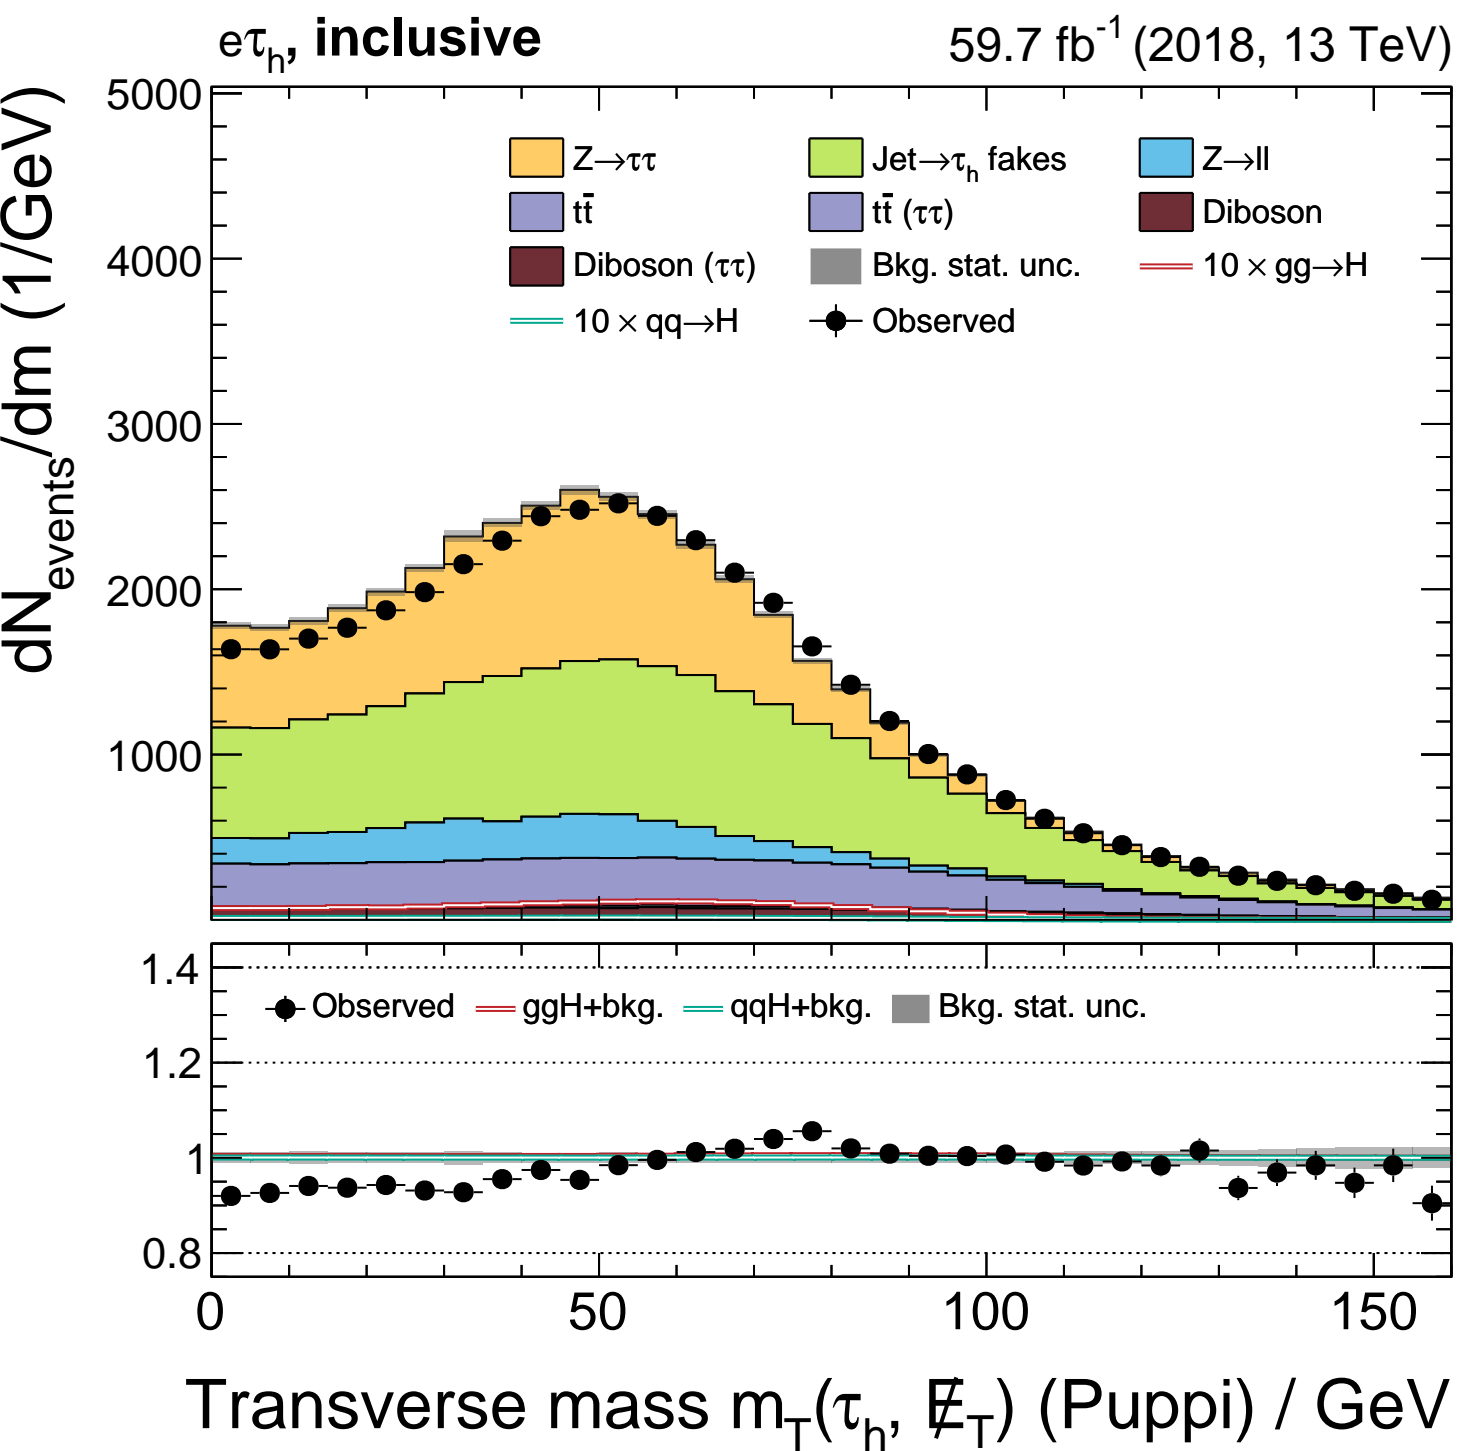 eτh, inclusive 59.7 fb-1 (2018, 13 TeV)
dNevents/dm (1/GeV)
5000
4000
3000
2000
1000
Z→ττ Jet→τh fakes Z→ll
tt̄ tt̄ (ττ) Diboson
Diboson (ττ) Bkg. stat. unc. 10 × gg→H
10 × qq→H Observed
1.4
1.2
1
0.8
Observed ggH+bkg. qqH+bkg. Bkg. stat. unc.
0 50 100 150
Transverse mass mT(τh, E̸T) (Puppi) / GeV